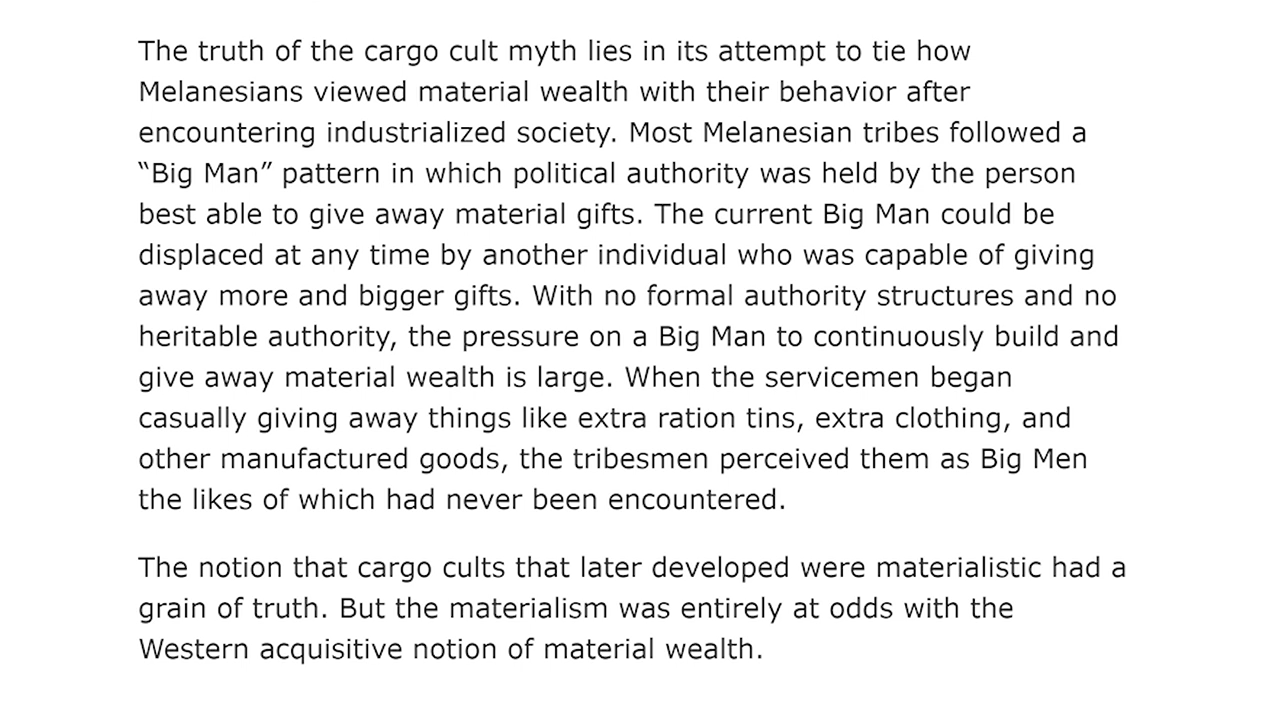 The truth of the cargo cult myth lies in its attempt to tie how
Melanesians viewed material wealth with their behavior after
encountering industrialized society. Most Melanesian tribes followed a
“Big Man” pattern in which political authority was held by the person
best able to give away material gifts. The current Big Man could be
displaced at any time by another individual who was capable of giving
away more and bigger gifts. With no formal authority structures and no
heritable authority, the pressure on a Big Man to continuously build and
give away material wealth is large. When the servicemen began
casually giving away things like extra ration tins, extra clothing, and
other manufactured goods, the tribesmen perceived them as Big Men
the likes of which had never been encountered.
The notion that cargo cults that later developed were materialistic had a
grain of truth. But the materialism was entirely at odds with the
Western acquisitive notion of material wealth.